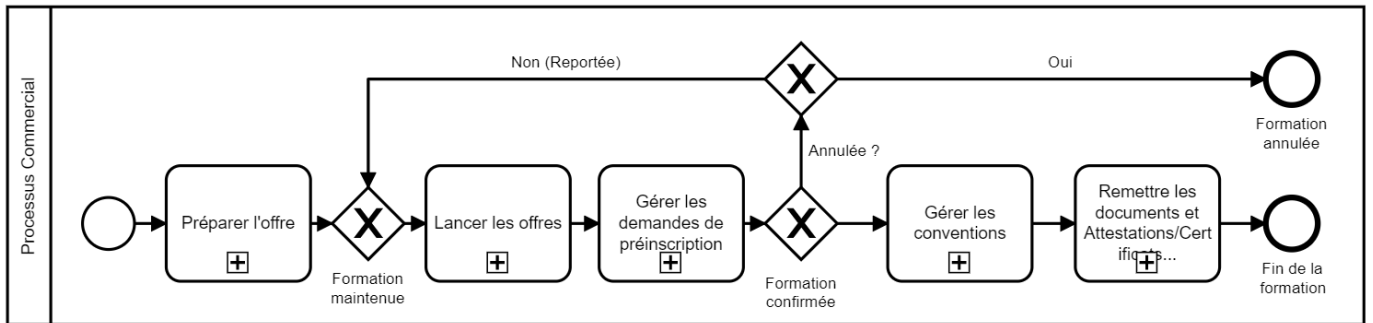 Processus Commercial
Non (Reportée)
Oui
Formation
annulée
Annulée ?
Préparer l'offre
Formation
maintenue
Lancer les offres
Gérer les
demandes de
préinscription
Formation
confirmée
Gérer les
conventions
Remettre les
documents et
Attestations/Cert
ificats...
Fin de la
formation